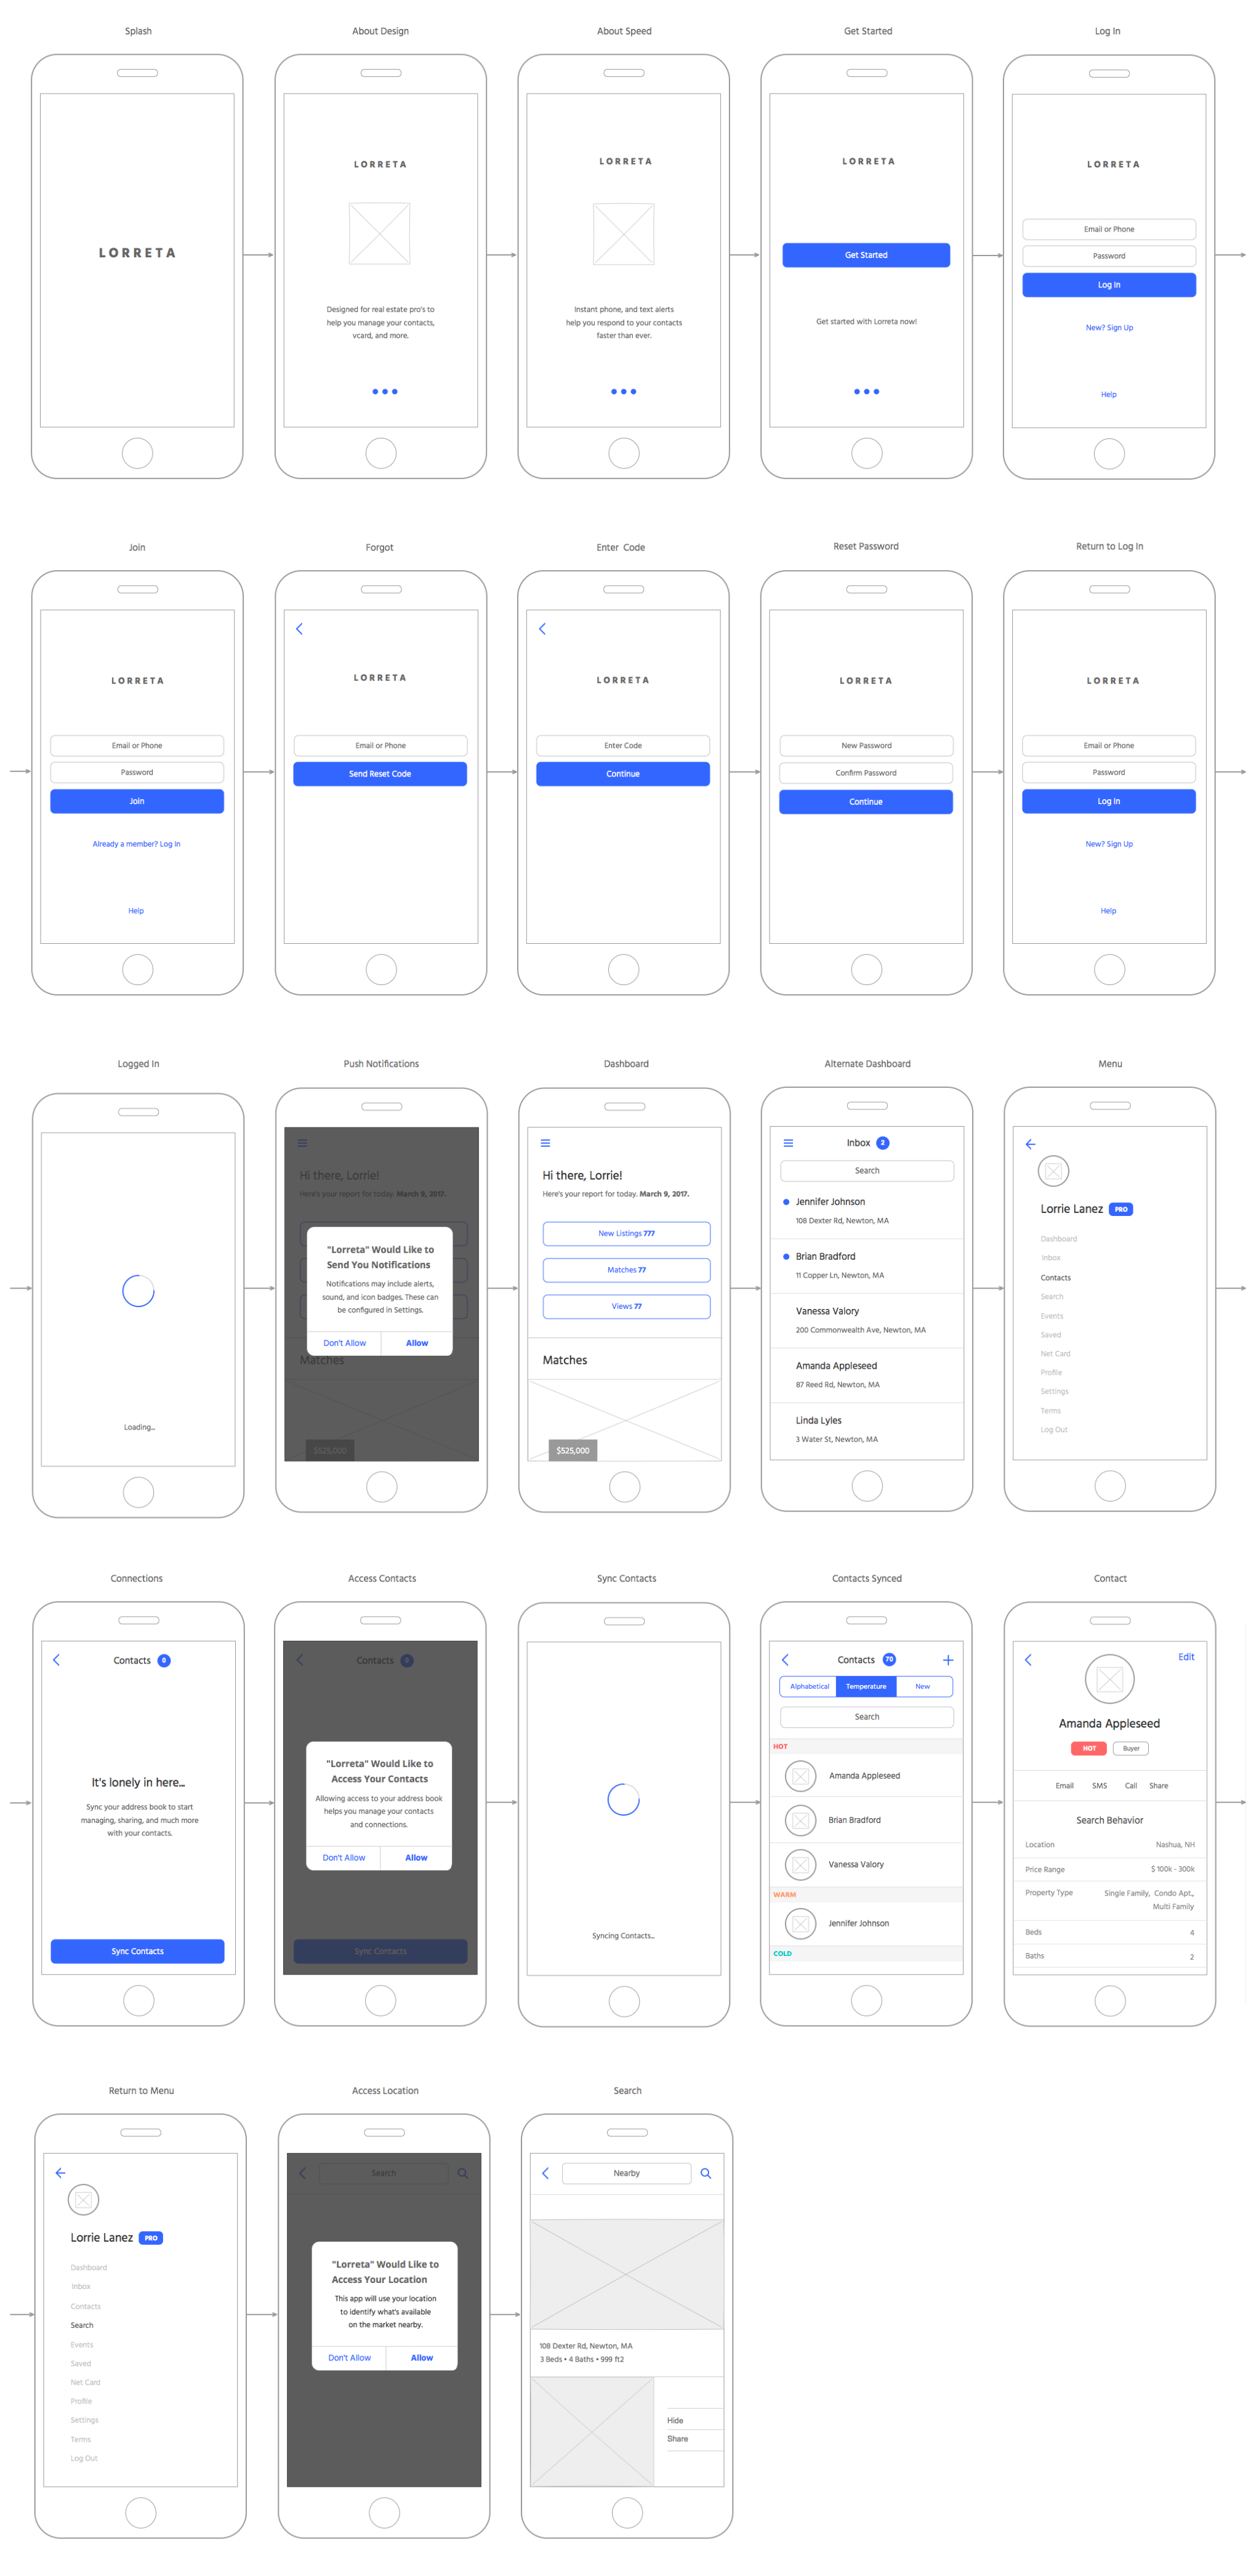 Splash
About Design
About Speed
Get Started
Log In
LORRETA
LORRETA
Designed for real estate pro's to
help you manage your contacts,
vcard, and more.
LORRETA
Instant phone, and text alerts
help you respond to your contacts
faster than ever.
LORRETA
Get Started
Get started with Lorreta now!
LORRETA
Email or Phone
Password
Log In
New? Sign Up
Help
Join
Forgot
Enter Code
Reset Password
Return to Log In
LORRETA
Email or Phone
Password
Join
Already a member? Log In
Help
LORRETA
Email or Phone
Send Reset Code
LORRETA
Enter Code
Continue
LORRETA
New Password
Confirm Password
Continue
LORRETA
Email or Phone
Password
Log In
New? Sign Up
Help
Logged In
Push Notifications
Dashboard
Alternate Dashboard
Menu
Loading...
Hi there, Lorrie!
Here's your report for today. March 9, 2017.
"Lorreta" Would Like to
Send You Notifications
Notifications may include alerts,
sound, and icon badges. These can
be configured in Settings.
Don't Allow
Allow
Matches
$525,000
Hi there, Lorrie!
Here's your report for today. March 9, 2017.
New Listings 777
Matches 77
Views 77
Matches
$525,000
Inbox 2
Search
Jennifer Johnson
108 Dexter Rd, Newton, MA
Brian Bradford
11 Copper Ln, Newton, MA
Vanessa Valory
200 Commonwealth Ave, Newton, MA
Amanda Appleseed
87 Reed Rd, Newton, MA
Linda Lyles
3 Water St, Newton, MA
Lorrie Lanez PRO
Dashboard
Inbox
Contacts
Search
Events
Saved
Net Card
Profile
Settings
Terms
Log Out
Connections
Access Contacts
Sync Contacts
Contacts Synced
Contact
Contacts 0
It's lonely in here...
Sync your address book to start
managing, sharing, and much more
with your contacts.
Sync Contacts
Contacts 0
"Lorreta" Would Like to
Access Your Contacts
Allowing access to your address book
helps you manage your contacts
and connections.
Don't Allow
Allow
Sync Contacts
Syncing Contacts...
Contacts 70
Alphabetical
Temperature
New
Search
HOT
Amanda Appleseed
Brian Bradford
Vanessa Valory
WARM
Jennifer Johnson
COLD
Edit
Amanda Appleseed
HOT
Buyer
Email
SMS
Call
Share
Search Behavior
Location
Nashua, NH
Price Range
$ 100k - 300k
Property Type
Single Family, Condo Apt.,
Multi Family
Beds
4
Baths
2
Return to Menu
Access Location
Search
Lorrie Lanez PRO
Dashboard
Inbox
Contacts
Search
Events
Saved
Net Card
Profile
Settings
Terms
Log Out
Search
"Lorreta" Would Like to
Access Your Location
This app will use your location
to identify what's available
on the market nearby.
Don't Allow
Allow
Nearby
108 Dexter Rd, Newton, MA
3 Beds • 4 Baths • 999 ft2
Hide
Share